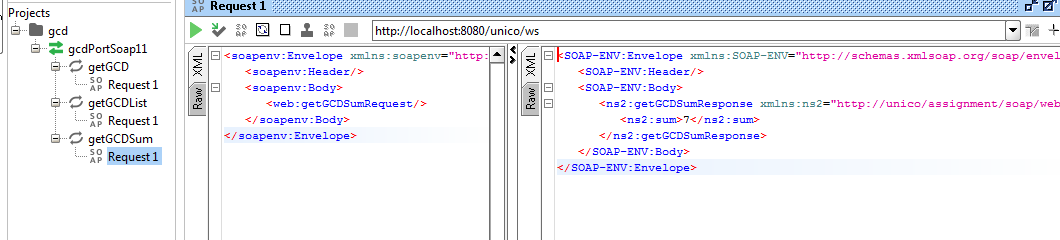 Request 1
Projects
gcd
gcdPortSoap11
getGCD
SOAP Request 1
getGCDList
SOAP Request 1
getGCDSum
SOAP Request 1
SOAP
http://localhost:8080/unico/ws
XML
Raw
<soapenv:Envelope xmlns:soapenv="http:
<soapenv:Header/>
<soapenv:Body>
<web:getGCDSumRequest/>
</soapenv:Body>
</soapenv:Envelope>
XML
Raw
<SOAP-ENV:Envelope xmlns:SOAP-ENV="http://schemas.xmlsoap.org/soap/envel
<SOAP-ENV:Header/>
<SOAP-ENV:Body>
<ns2:getGCDSumResponse xmlns:ns2="http://unico/assignment/soap/web
<ns2:sum>7</ns2:sum>
</ns2:getGCDSumResponse>
</SOAP-ENV:Body>
</SOAP-ENV:Envelope>